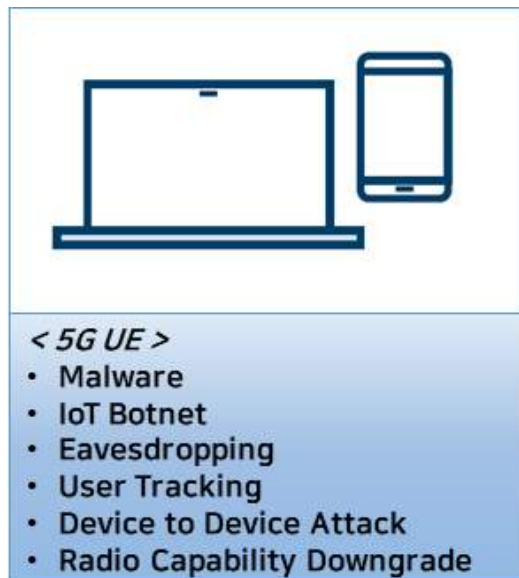 < 5G UE >
• Malware
• IoT Botnet
• Eavesdropping
• User Tracking
• Device to Device Attack
• Radio Capability Downgrade